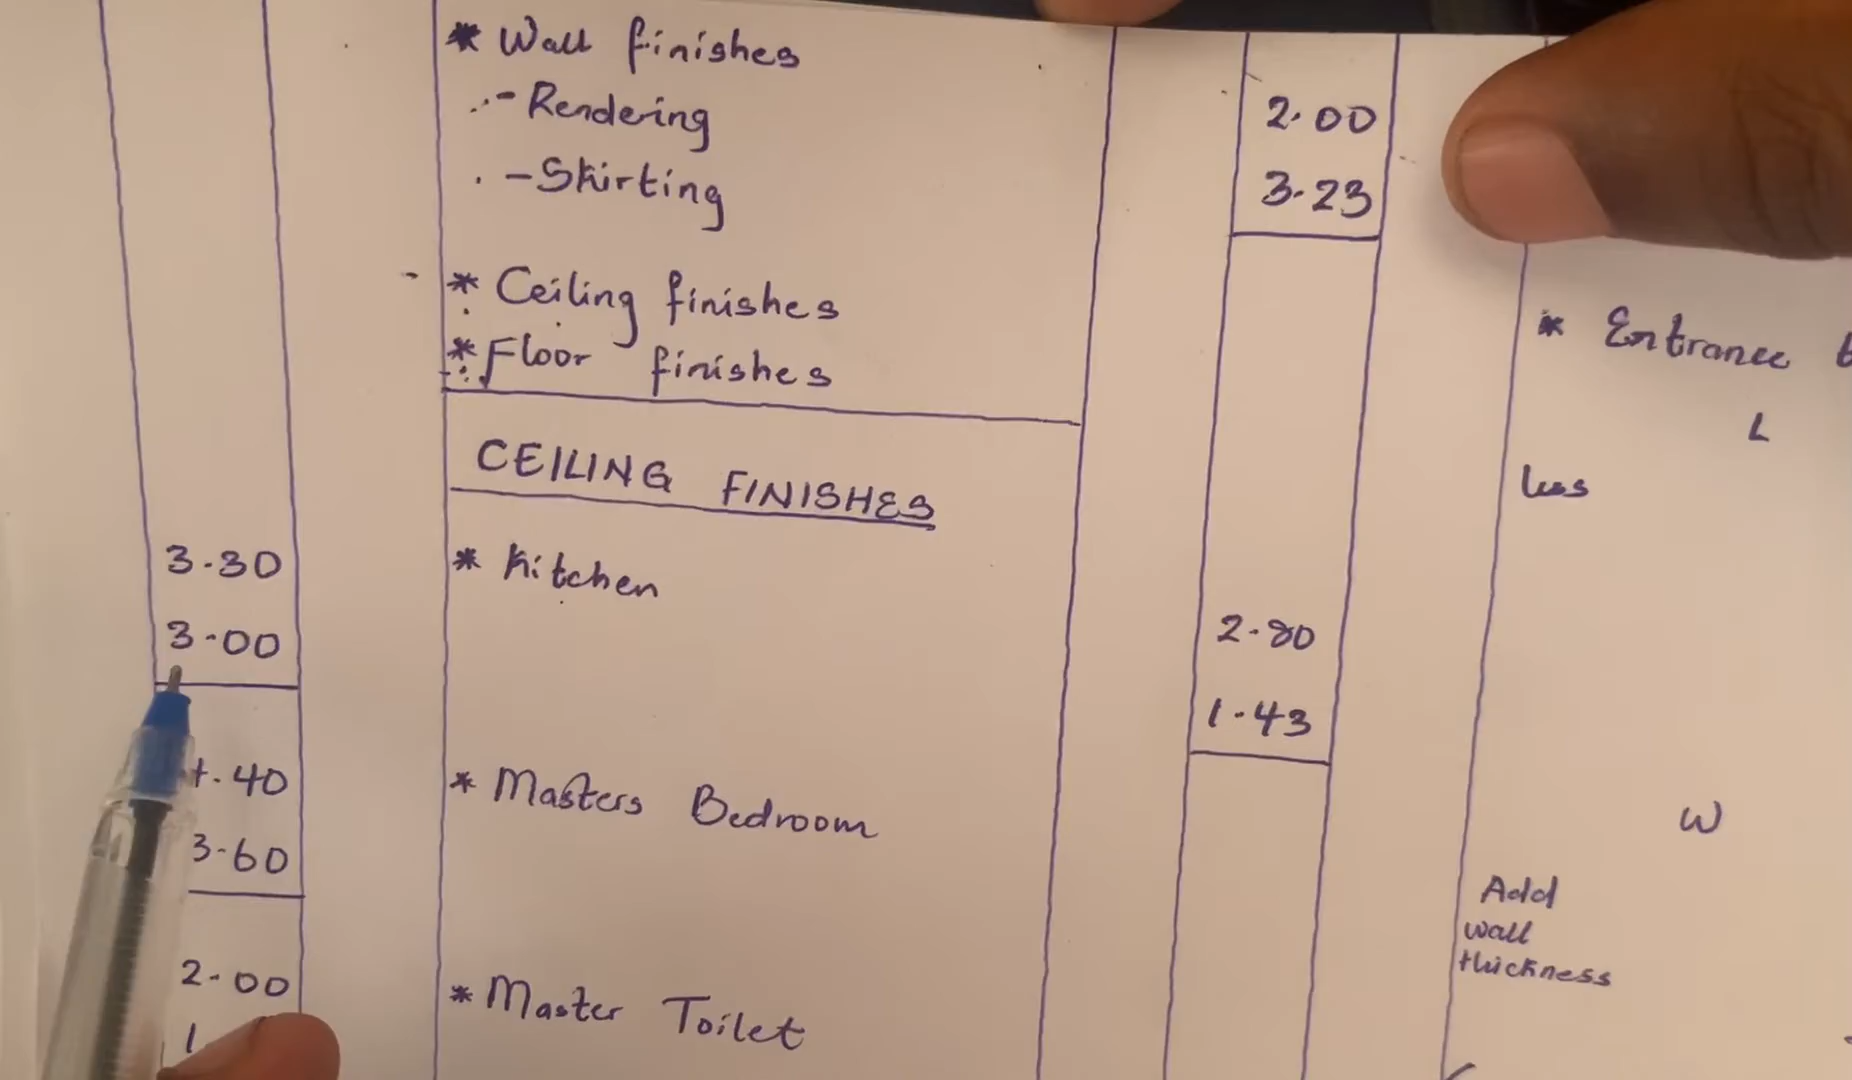 * Wall finishes
- Rendering
- Skirting
* Ceiling finishes
* Floor finishes
CEILING FINISHES
3.30
3.00
* Kitchen
.40
3.60
* Masters Bedroom
2.00
1
* Master Toilet
2.00
3.23
2.80
1.43
* Entrance
L
less
W
Add
wall
thickness